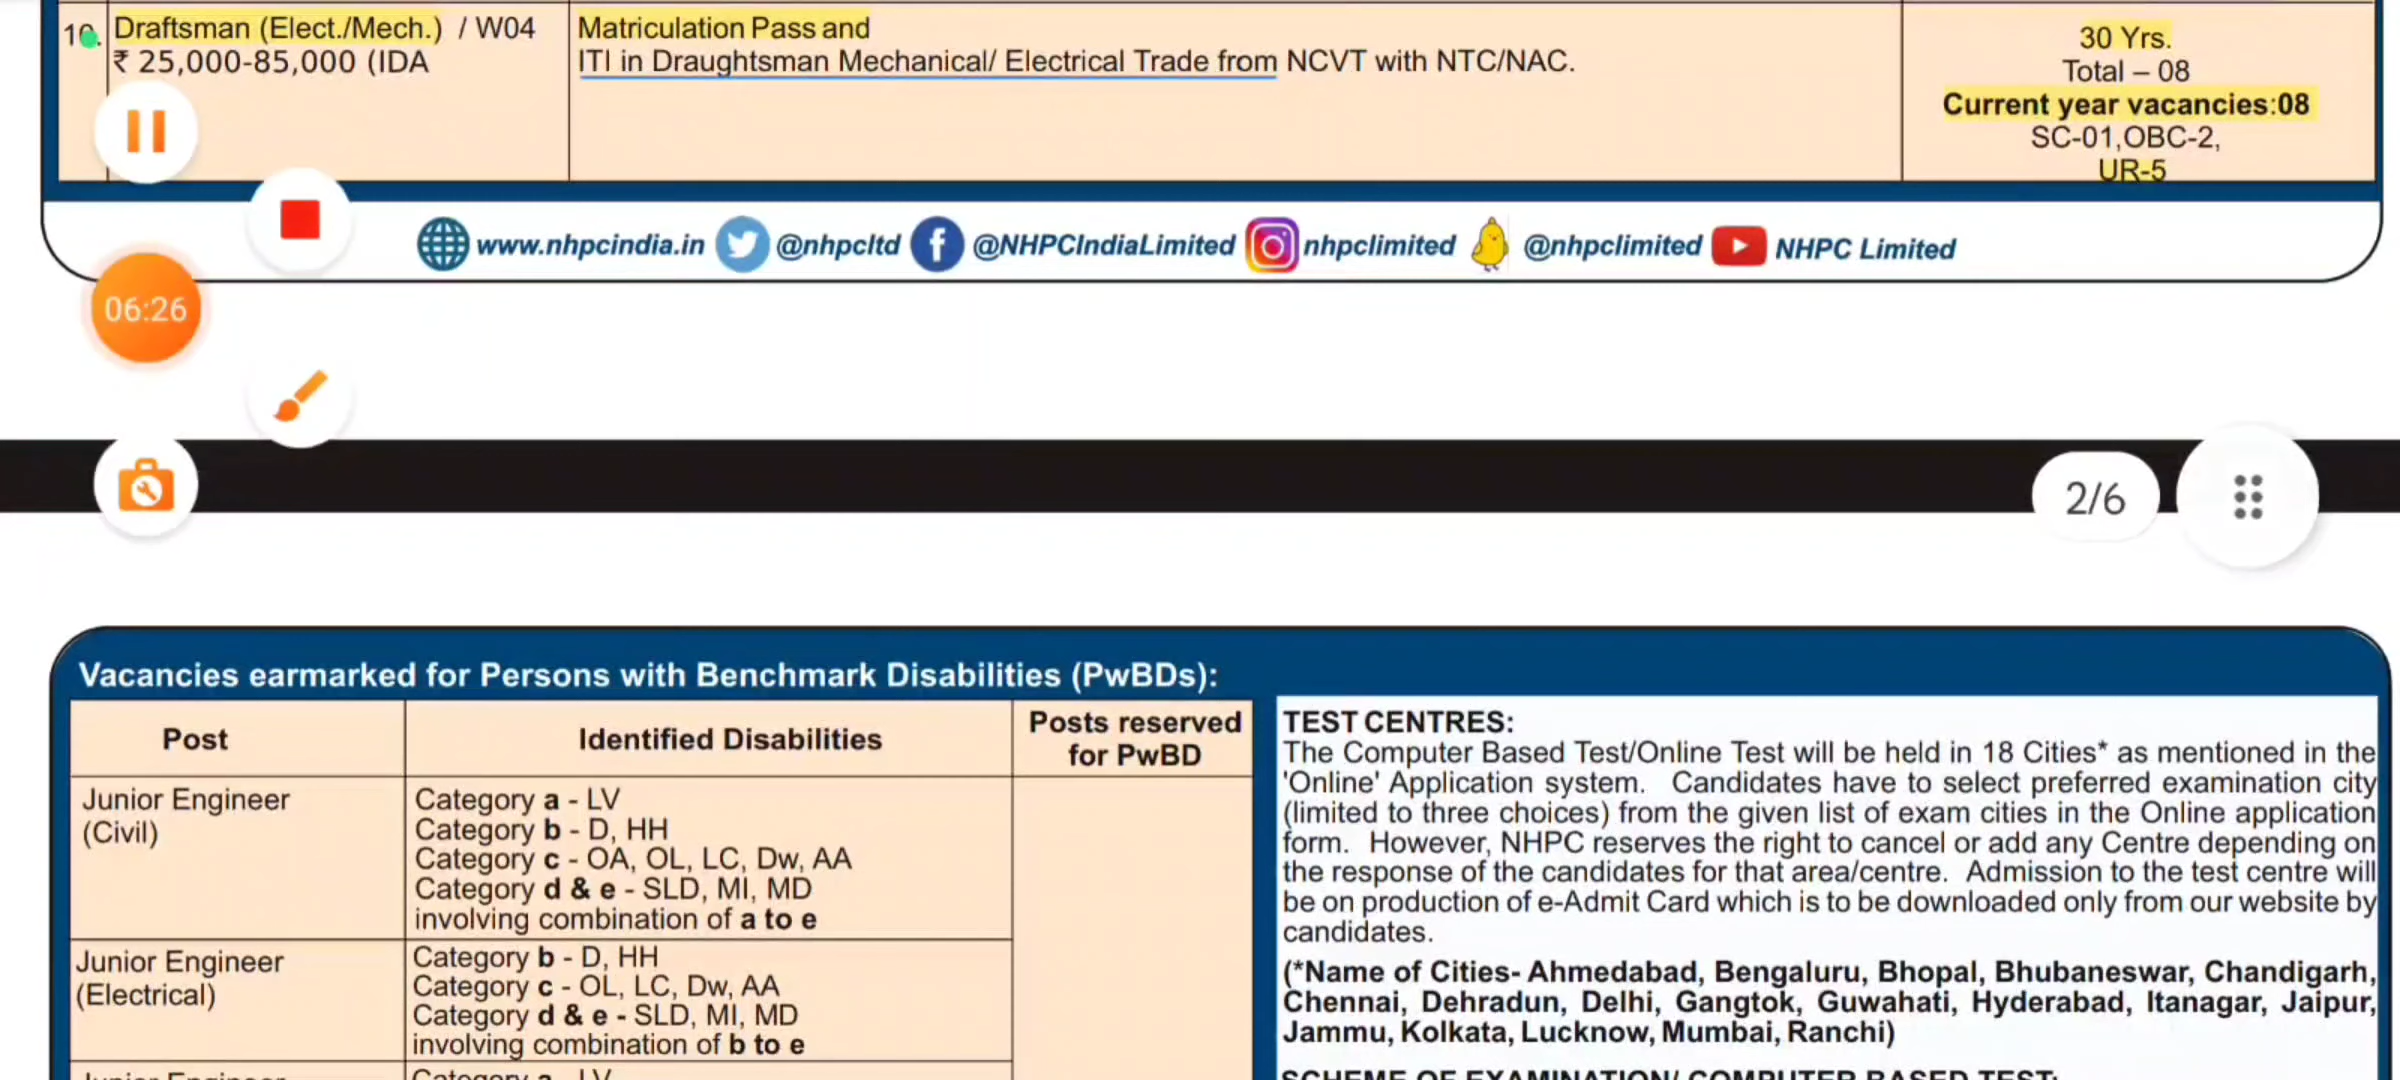 10. Draftsman (Elect./Mech.) / W04
₹ 25,000-85,000 (IDA
Matriculation Pass and
ITI in Draughtsman Mechanical/ Electrical Trade from NCVT with NTC/NAC.
30 Yrs.
Total – 08
Current year vacancies:08
SC-01,OBC-2,
UR-5
www.nhpcindia.in @nhpcltd @NHPCIndiaLimited nhpclimited @nhpclimited NHPC Limited
06:26
2/6
Vacancies earmarked for Persons with Benchmark Disabilities (PwBDs):
Post
Identified Disabilities
Posts reserved
for PwBD
Junior Engineer
(Civil)
Category a - LV
Category b - D, HH
Category c - OA, OL, LC, Dw, AA
Category d & e - SLD, MI, MD
involving combination of a to e
Junior Engineer
(Electrical)
Category b - D, HH
Category c - OL, LC, Dw, AA
Category d & e - SLD, MI, MD
involving combination of b to e
Junior Engineer
Category a - LV
TEST CENTRES:
The Computer Based Test/Online Test will be held in 18 Cities* as mentioned in the
'Online' Application system. Candidates have to select preferred examination city
(limited to three choices) from the given list of exam cities in the Online application
form. However, NHPC reserves the right to cancel or add any Centre depending on
the response of the candidates for that area/centre. Admission to the test centre will
be on production of e-Admit Card which is to be downloaded only from our website by
candidates.
(*Name of Cities- Ahmedabad, Bengaluru, Bhopal, Bhubaneswar, Chandigarh,
Chennai, Dehradun, Delhi, Gangtok, Guwahati, Hyderabad, Itanagar, Jaipur,
Jammu, Kolkata, Lucknow, Mumbai, Ranchi)
SCHEME OF EXAMINATION/ COMPUTER BASED TEST: